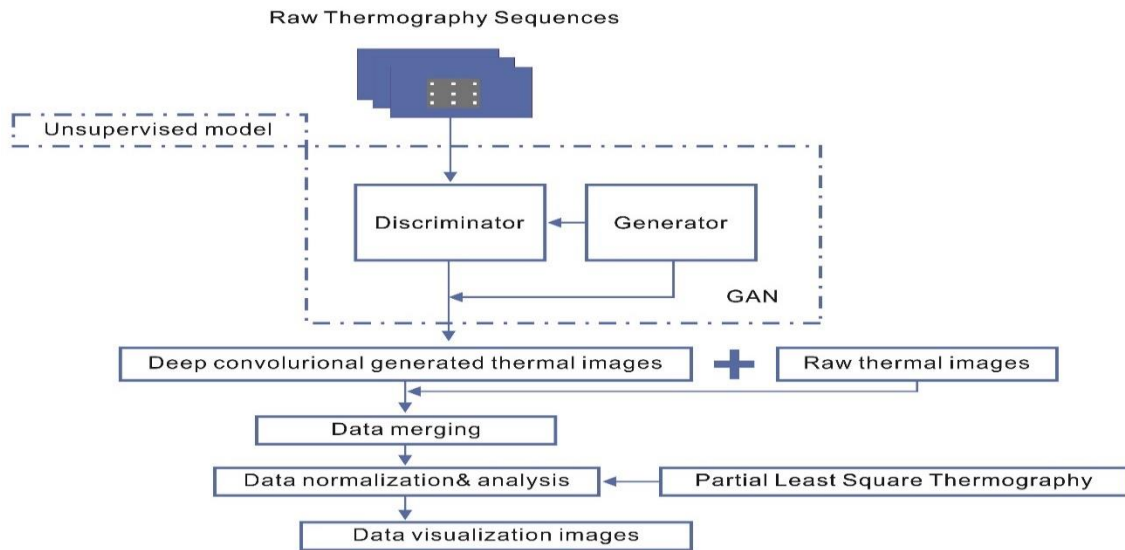 Raw Thermography Sequences
Unsupervised model
Discriminator
Generator
GAN
Deep convolurional generated thermal images
Raw thermal images
Data merging
Data normalization& analysis
Partial Least Square Thermography
Data visualization images